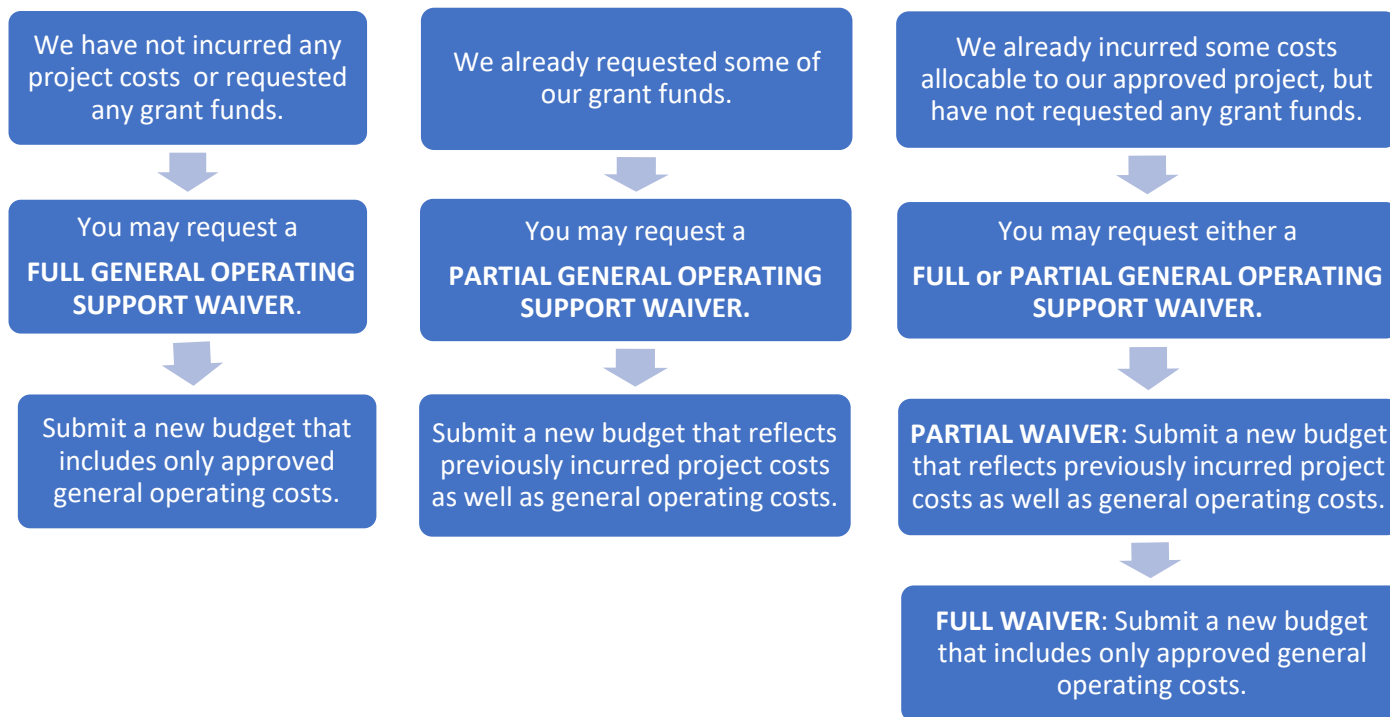 We have not incurred any
project costs or requested
any grant funds.
You may request a
FULL GENERAL OPERATING
SUPPORT WAIVER.
Submit a new budget that
includes only approved
general operating costs.
We already requested some of
our grant funds.
You may request a
PARTIAL GENERAL OPERATING
SUPPORT WAIVER.
Submit a new budget that reflects
previously incurred project costs
as well as general operating costs.
We already incurred some costs
allocable to our approved project, but
have not requested any grant funds.
You may request either a
FULL or PARTIAL GENERAL OPERATING
SUPPORT WAIVER.
PARTIAL WAIVER: Submit a new budget
that reflects previously incurred project
costs as well as general operating costs.
FULL WAIVER: Submit a new budget
that includes only approved general
operating costs.